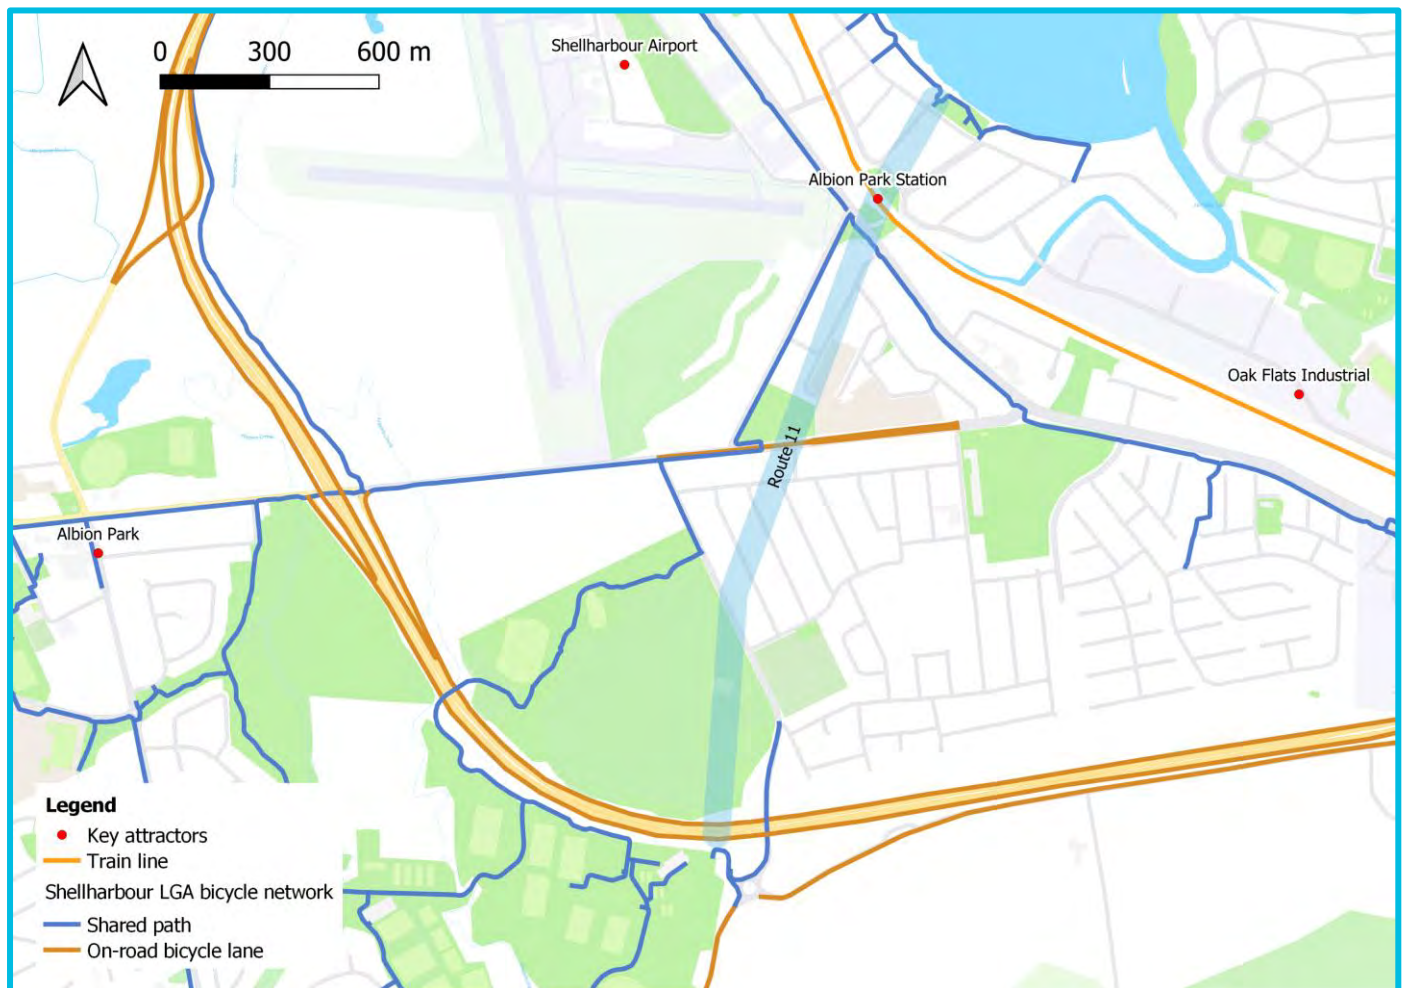 0 300 600 m
Shellharbour Airport
Albion Park Station
Oak Flats Industrial
Route 11
Albion Park
Legend
Key attractors
Train line
Shellharbour LGA bicycle network
Shared path
On-road bicycle lane